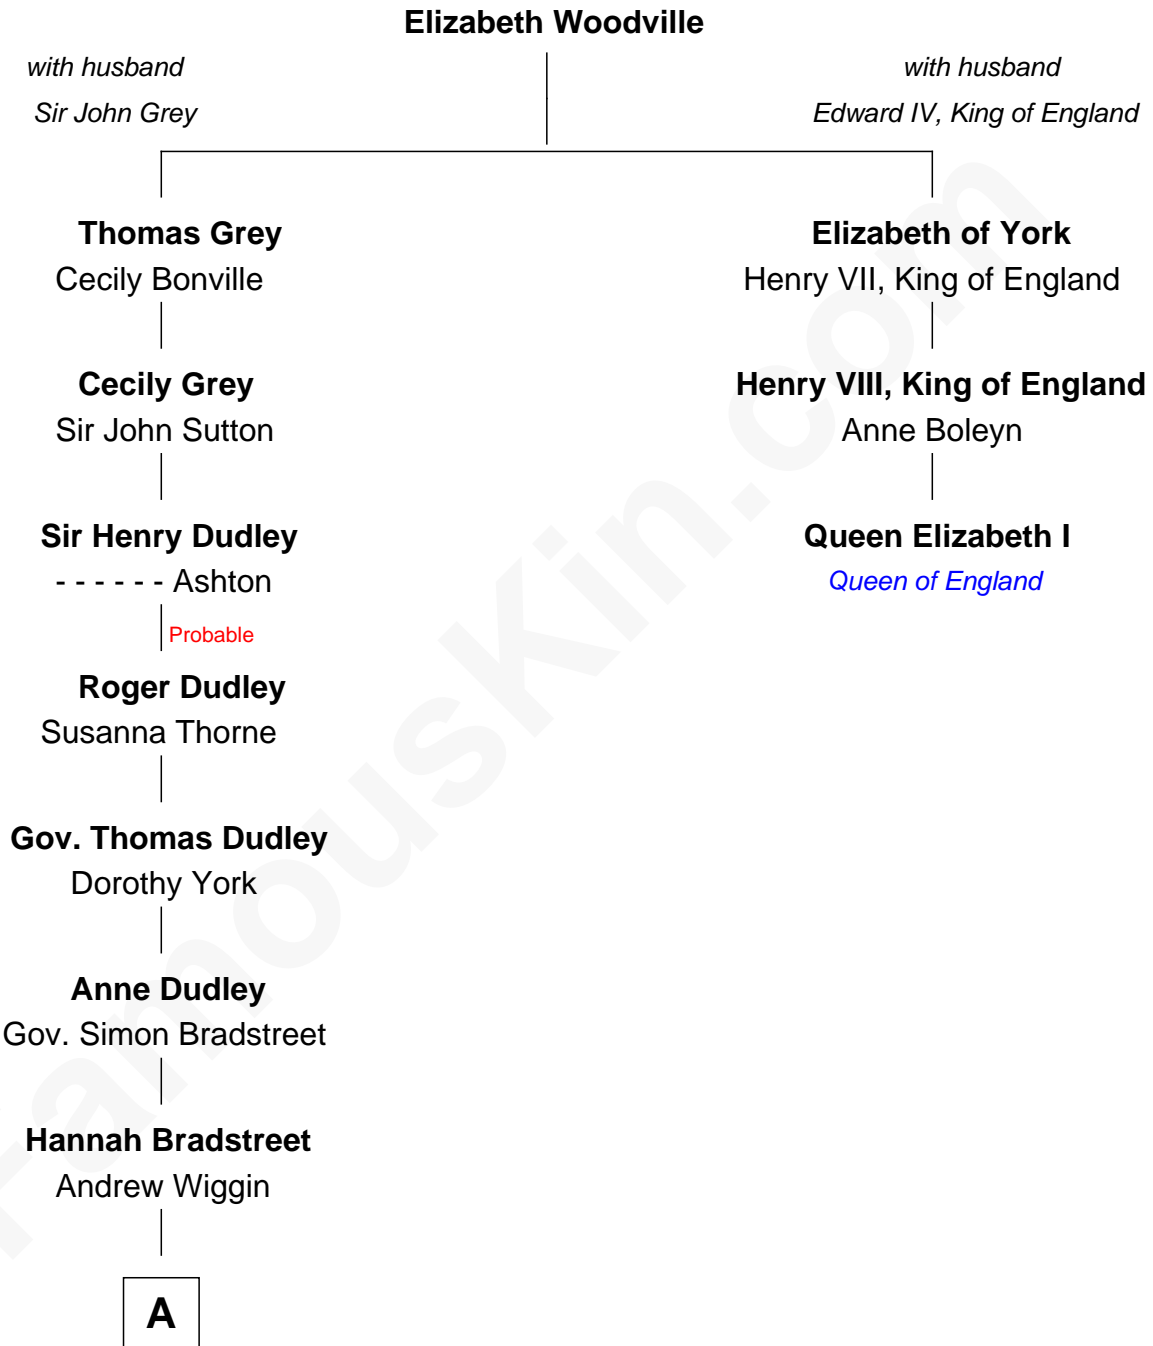 Elizabeth Woodville
with husband
Sir John Grey
with husband
Edward IV, King of England
Thomas Grey
Cecily Bonville
Elizabeth of York
Henry VII, King of England
Cecily Grey
Sir John Sutton
Henry VIII, King of England
Anne Boleyn
Sir Henry Dudley
- - - - - - Ashton
Queen Elizabeth I
Queen of England
Probable
Roger Dudley
Susanna Thorne
Gov. Thomas Dudley
Dorothy York
Anne Dudley
Gov. Simon Bradstreet
Hannah Bradstreet
Andrew Wiggin
A
FamousKin.com